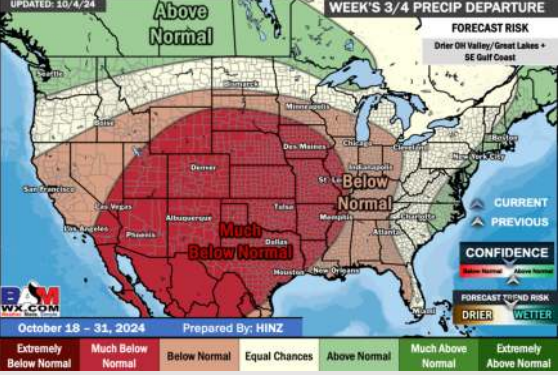 UPDATED: 10/4/24
WEEK'S 3/4 PRECIP DEPARTURE
FORECAST RISK
Drier OH Valley/Great Lakes +
SE Gulf Coast
Above
Normal
Seattle
Bismarck
Minneapolis
Boise
Boston
Chicago
Cleveland
New York City
Des Moines
Indianapolis
Denver
St. Lo
Below
Normal
San Francisco
Las Vegas
Tulsa
Memphis
Charlotte
Los Angeles
Albuquerque
Phoenix
Much
Below Normal
Dallas
Atlanta
Houston
New Orleans
Miami
CURRENT
PREVIOUS
CONFIDENCE
Below Normal
Above Normal
FORECAST TREND RISK
DRIER
WETTER
BAM
WX.COM
October 18 – 31, 2024
Prepared By: HINZ
Extremely
Below Normal
Much Below
Normal
Below Normal
Equal Chances
Above Normal
Much Above
Normal
Extremely
Above Normal